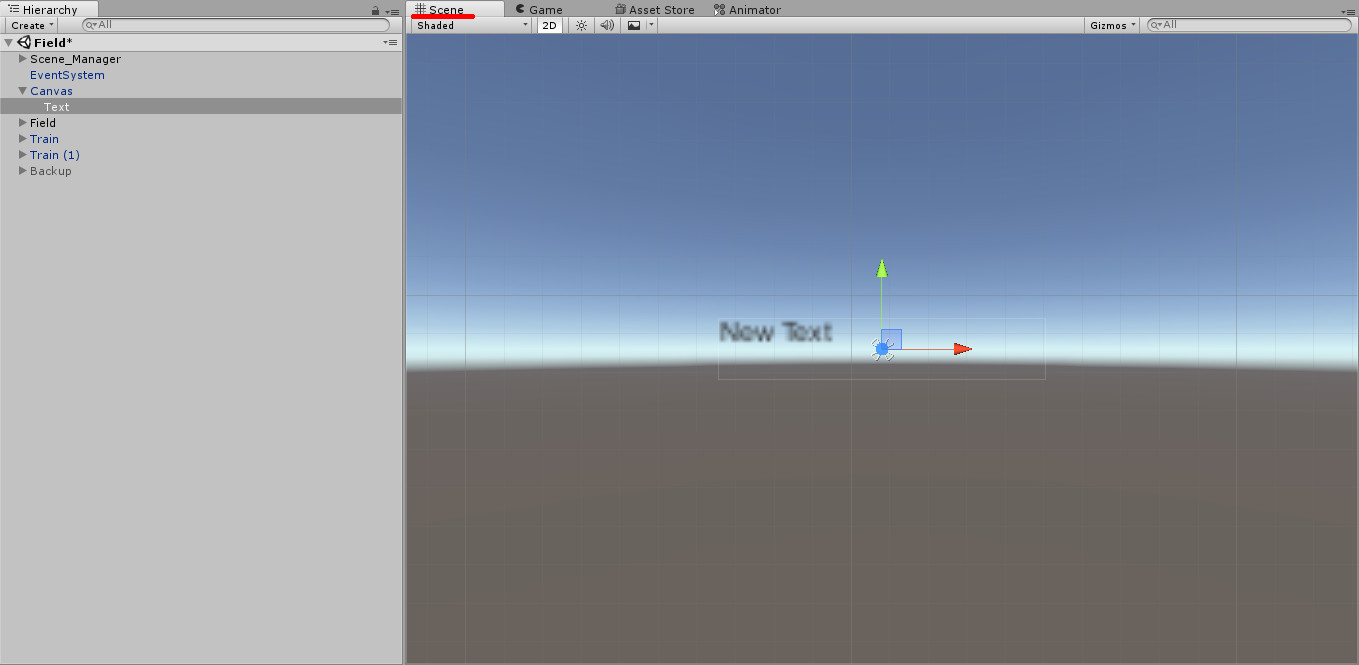 Hierarchy
Create All
Field*
Scene_Manager
EventSystem
Canvas
Text
Field
Train
Train (1)
Backup
Scene Game Asset Store Animator
Shaded 2D Gizmos All
New Text